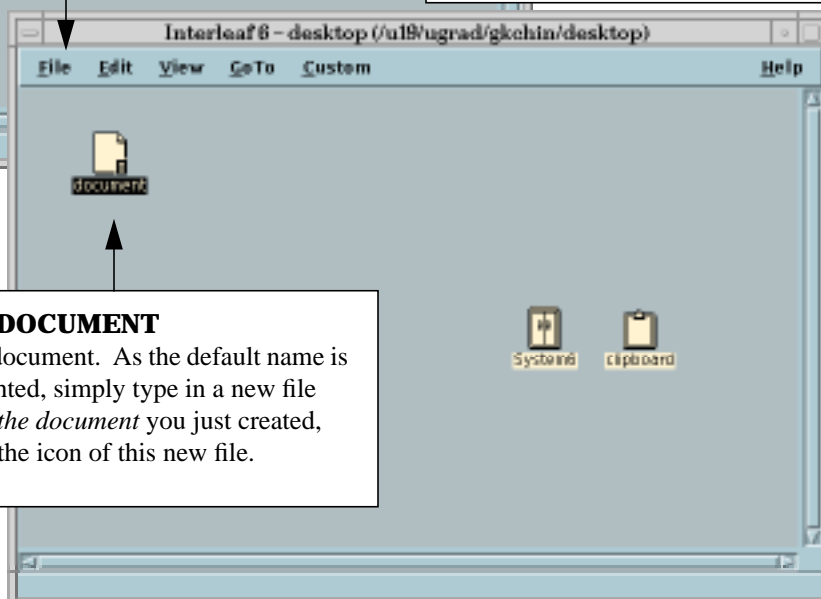 Interleaf 6 – desktop (/u19/ugrad/gkchin/desktop)
File Edit View GoTo Custom Help
document
DOCUMENT
document. As the default name is
nted, simply type in a new file
the document you just created,
the icon of this new file.
System6 clipboard